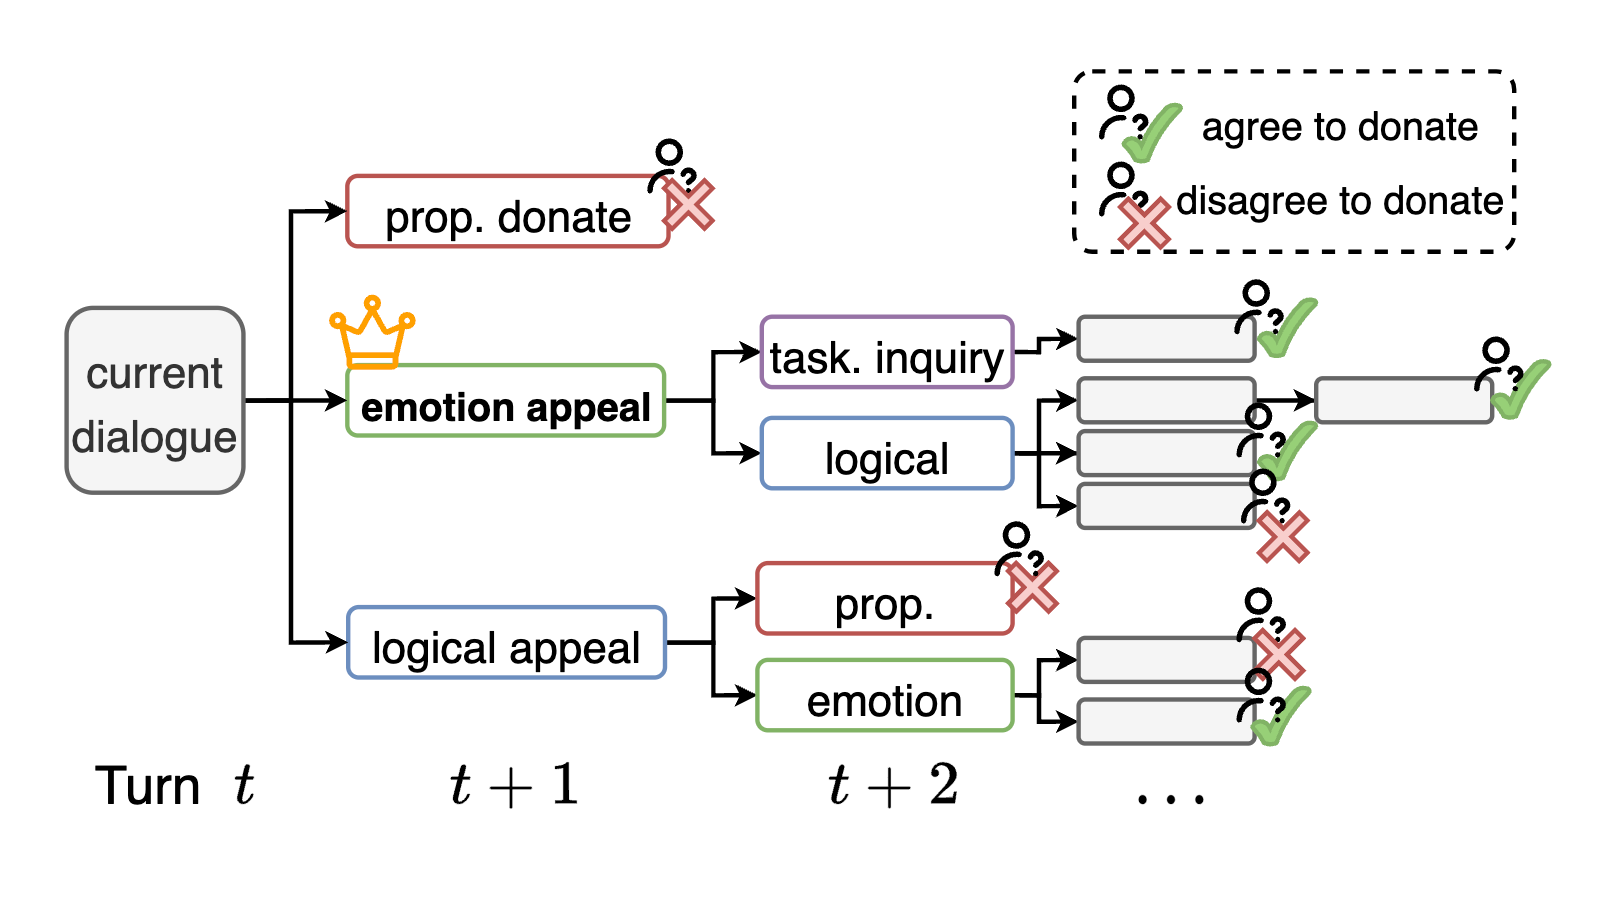 agree to donate
disagree to donate
prop. donate
current
dialogue
emotion appeal
logical appeal
task. inquiry
logical
prop.
emotion
Turn t
t + 1
t + 2
...